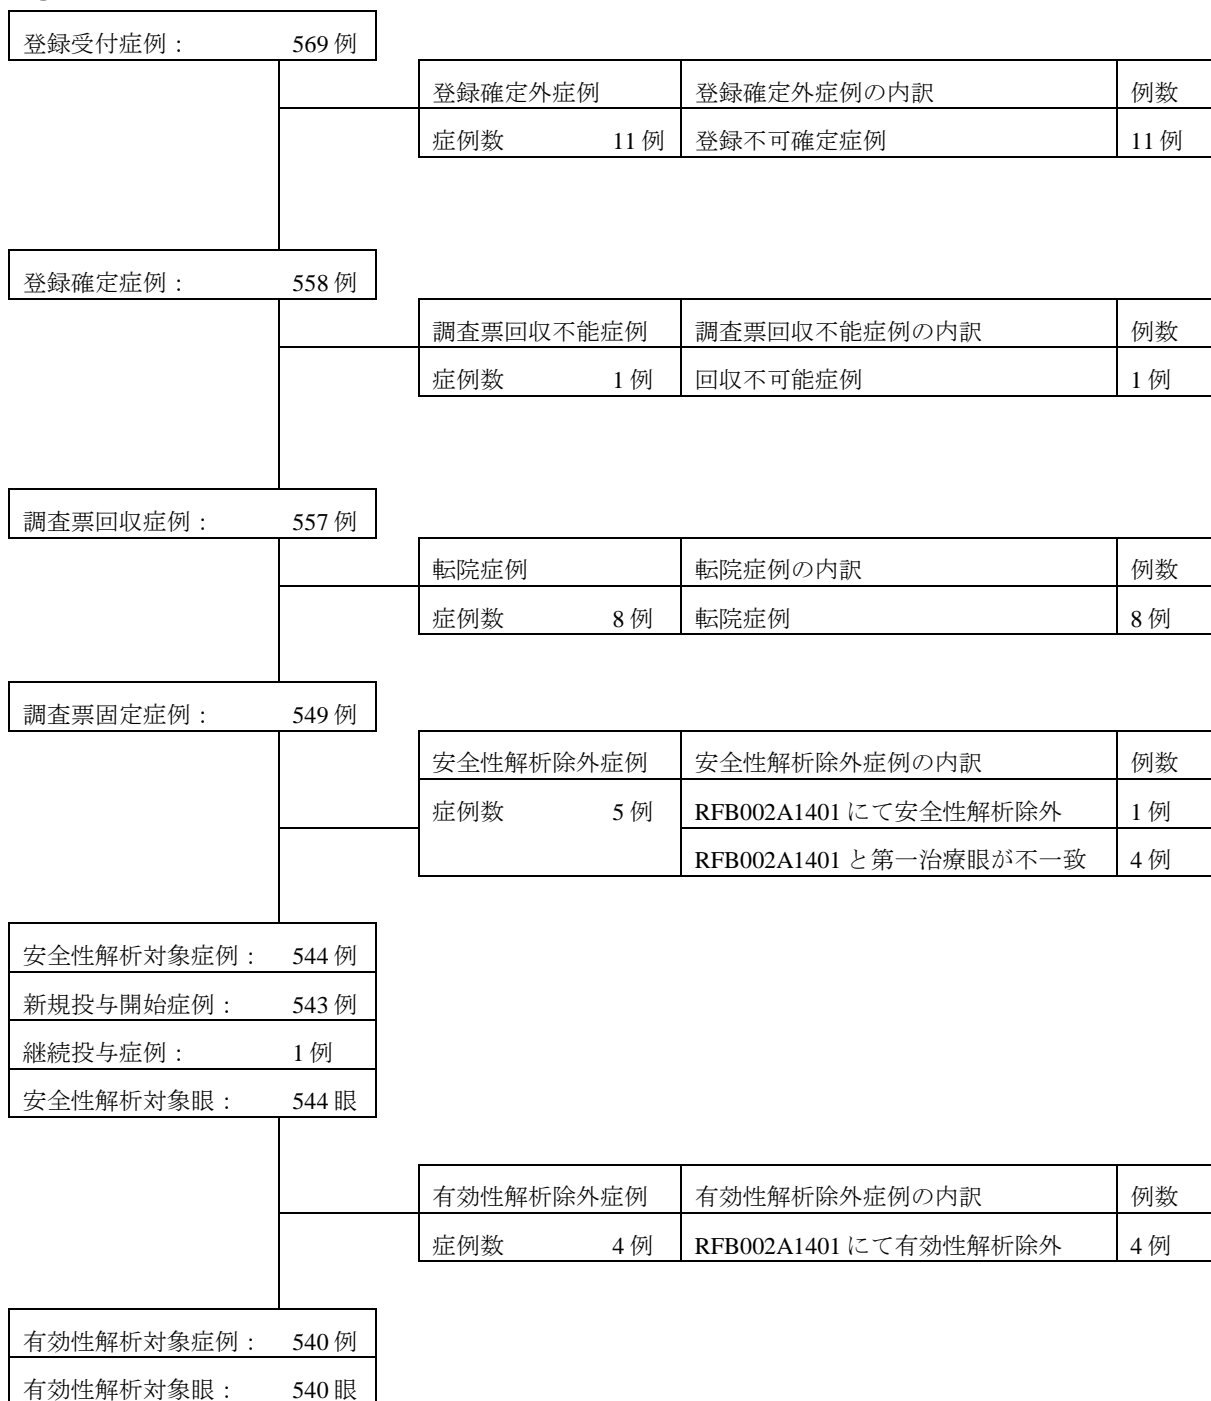 登録受付症例： 569 例
登録確定外症例 登録確定外症例の内訳 例数
症例数 11 例 登録不可確定症例 11 例
登録確定症例： 558 例
調査票回収不能症例 調査票回収不能症例の内訳 例数
症例数 1 例 回収不可能症例 1 例
調査票回収症例： 557 例
転院症例 転院症例の内訳 例数
症例数 8 例 転院症例 8 例
調査票固定症例： 549 例
安全性解析除外症例 安全性解析除外症例の内訳 例数
症例数 5 例 RFB002A1401 にて安全性解析除外 1 例
RFB002A1401 と第一治療眼が不一致 4 例
安全性解析対象症例： 544 例
新規投与開始症例： 543 例
継続投与症例： 1 例
安全性解析対象眼： 544 眼
有効性解析除外症例 有効性解析除外症例の内訳 例数
症例数 4 例 RFB002A1401 にて有効性解析除外 4 例
有効性解析対象症例： 540 例
有効性解析対象眼： 540 眼